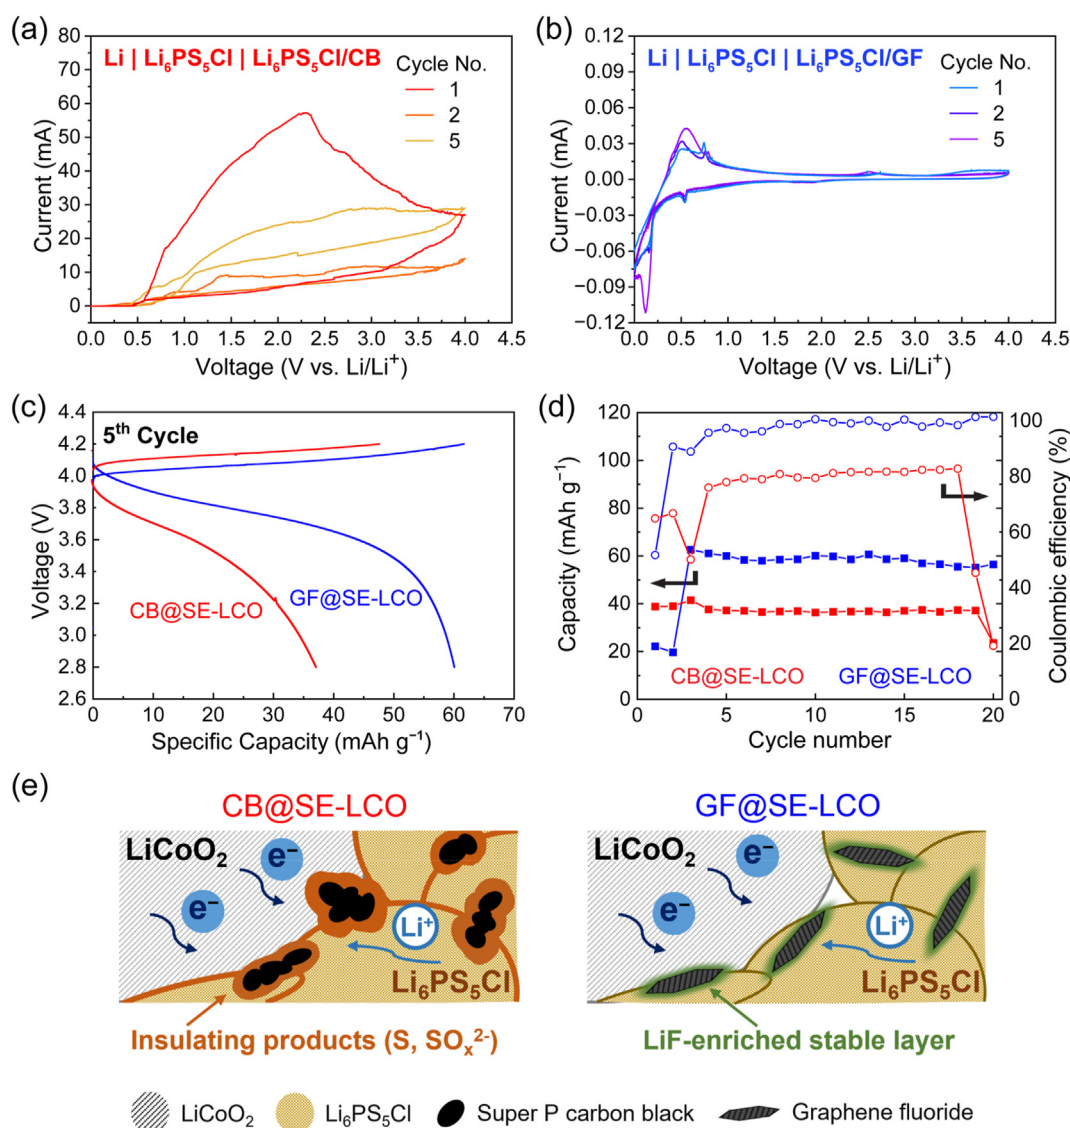 (a)
80
70
60
50
40
30
20
10
0
Current (mA)
Li | Li₆PS₅Cl | Li₆PS₅Cl/CB
Cycle No.
1
2
5
0.0 0.5 1.0 1.5 2.0 2.5 3.0 3.5 4.0 4.5
Voltage (V vs. Li/Li⁺)
(b)
0.12
0.09
0.06
0.03
0.00
−0.03
−0.06
−0.09
−0.12
Current (mA)
Li | Li₆PS₅Cl | Li₆PS₅Cl/GF
Cycle No.
1
2
5
0.0 0.5 1.0 1.5 2.0 2.5 3.0 3.5 4.0 4.5
Voltage (V vs. Li/Li⁺)
(c)
4.4
4.2
4.0
3.8
3.6
3.4
3.2
3.0
2.8
2.6
Voltage (V)
5th Cycle
CB@SE-LCO
GF@SE-LCO
0 10 20 30 40 50 60 70
Specific Capacity (mAh g⁻¹)
(d)
120
100
80
60
40
20
0
Capacity (mAh g⁻¹)
CB@SE-LCO
GF@SE-LCO
100
80
60
40
20
0
Coulombic efficiency (%)
5 10 15 20
Cycle number
(e)
CB@SE-LCO
LiCoO₂
e⁻
e⁻
Li⁺
Li₆PS₅Cl
Insulating products (S, SOₓ²⁻)
GF@SE-LCO
LiCoO₂
e⁻
e⁻
Li⁺
Li₆PS₅Cl
LiF-enriched stable layer
LiCoO₂ Li₆PS₅Cl Super P carbon black Graphene fluoride